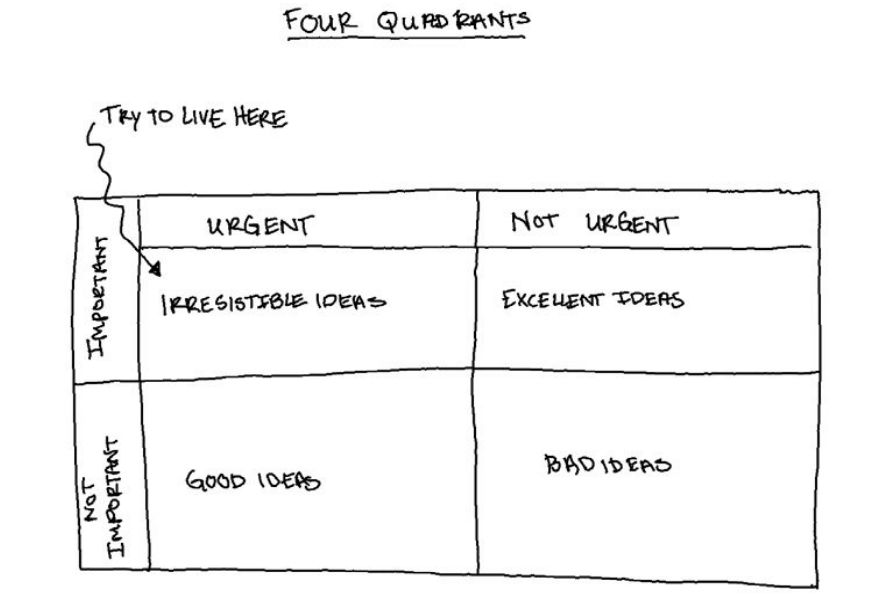 FOUR QUADRANTS
TRY TO LIVE HERE
URGENT
NOT URGENT
IMPORTANT
IRRESISTIBLE IDEAS
EXCELLENT IDEAS
NOT
IMPORTANT
GOOD IDEAS
BAD IDEAS